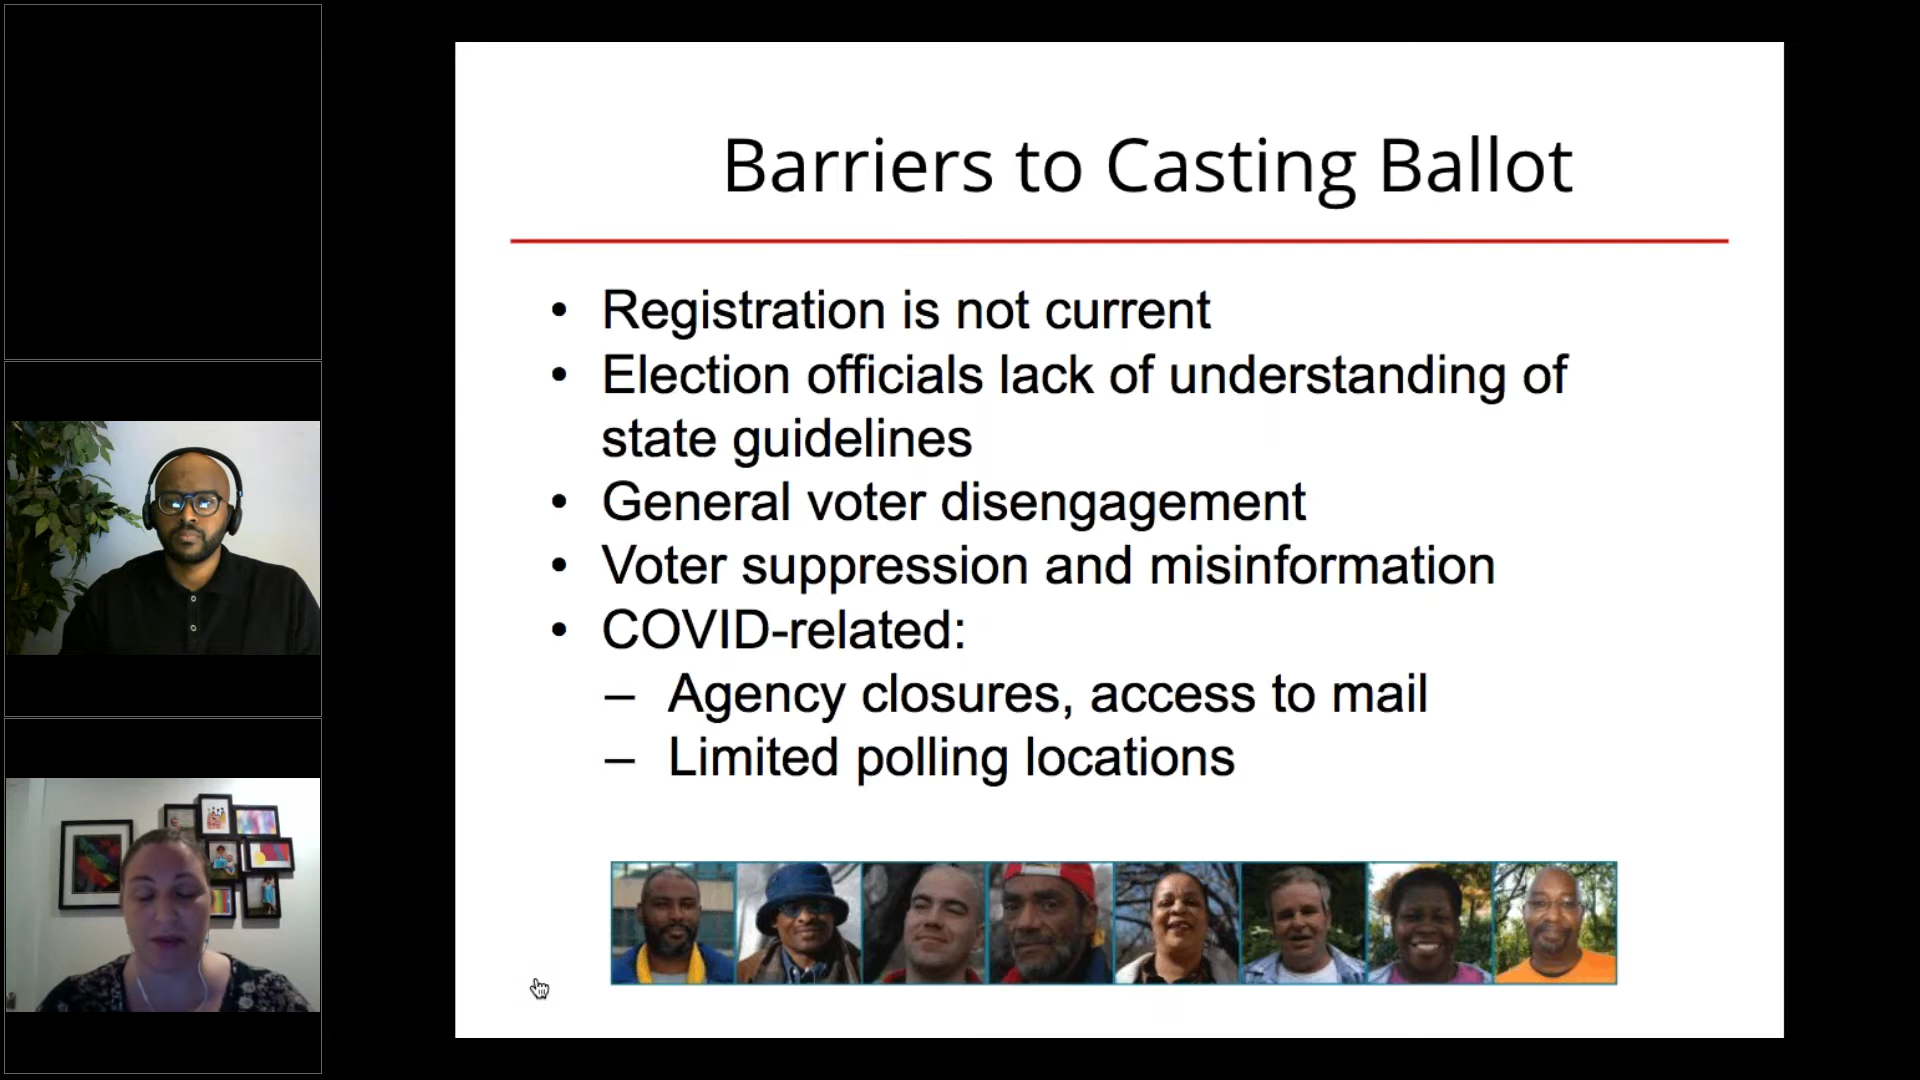 Barriers to Casting Ballot
• Registration is not current
• Election officials lack of understanding of
state guidelines
• General voter disengagement
• Voter suppression and misinformation
• COVID-related:
– Agency closures, access to mail
– Limited polling locations